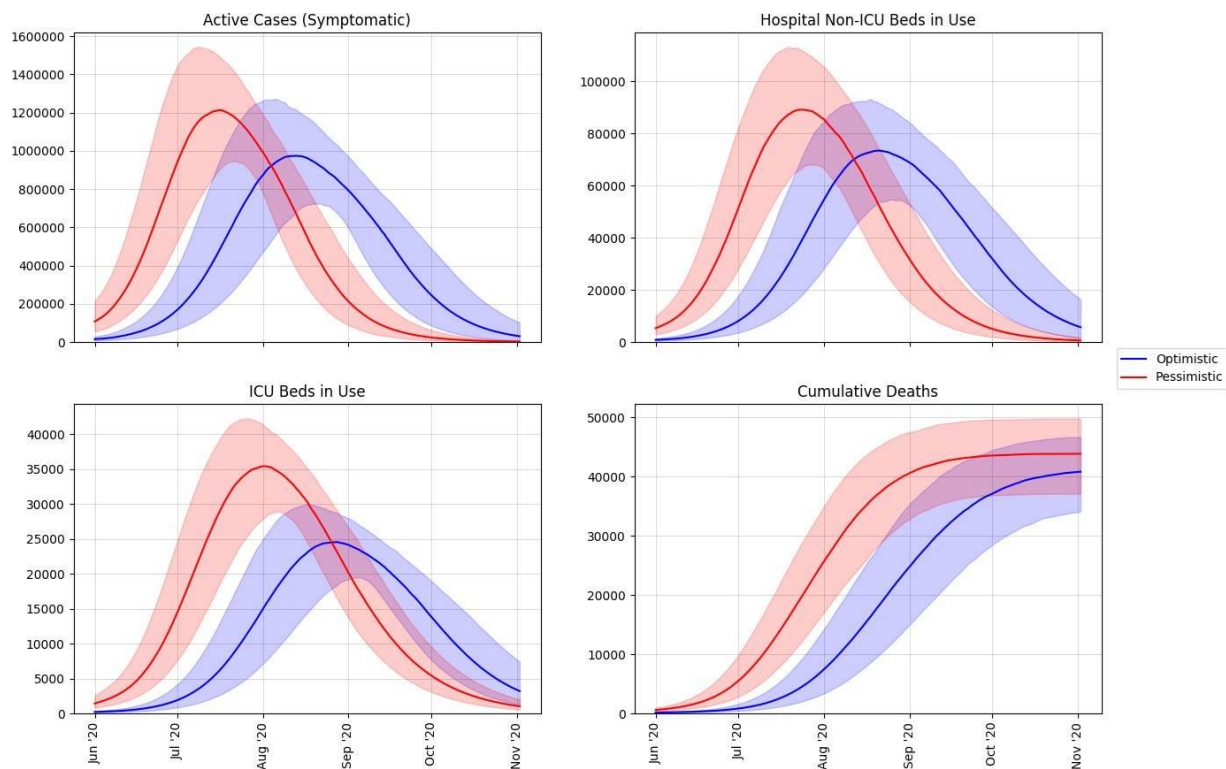 Active Cases (Symptomatic)
1600000
1400000
1200000
1000000
800000
600000
400000
200000
0
Hospital Non-ICU Beds in Use
100000
80000
60000
40000
20000
0
Optimistic
Pessimistic
ICU Beds in Use
40000
35000
30000
25000
20000
15000
10000
5000
0
Jun '20
Jul '20
Aug '20
Sep '20
Oct '20
Nov '20
Cumulative Deaths
50000
40000
30000
20000
10000
0
Jun '20
Jul '20
Aug '20
Sep '20
Oct '20
Nov '20